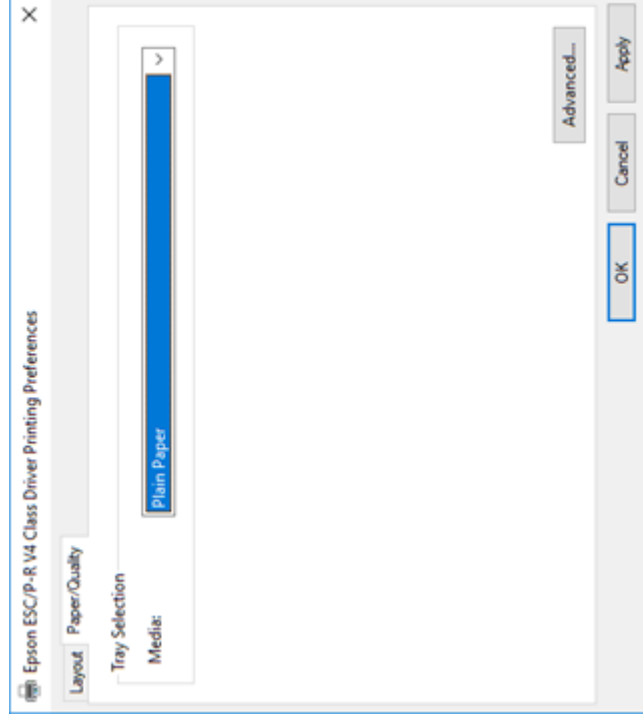 Epson ESC/P-R V4 Class Driver Printing Preferences
Layout Paper/Quality
Tray Selection
Media: Plain Paper
Advanced...
OK Cancel Apply